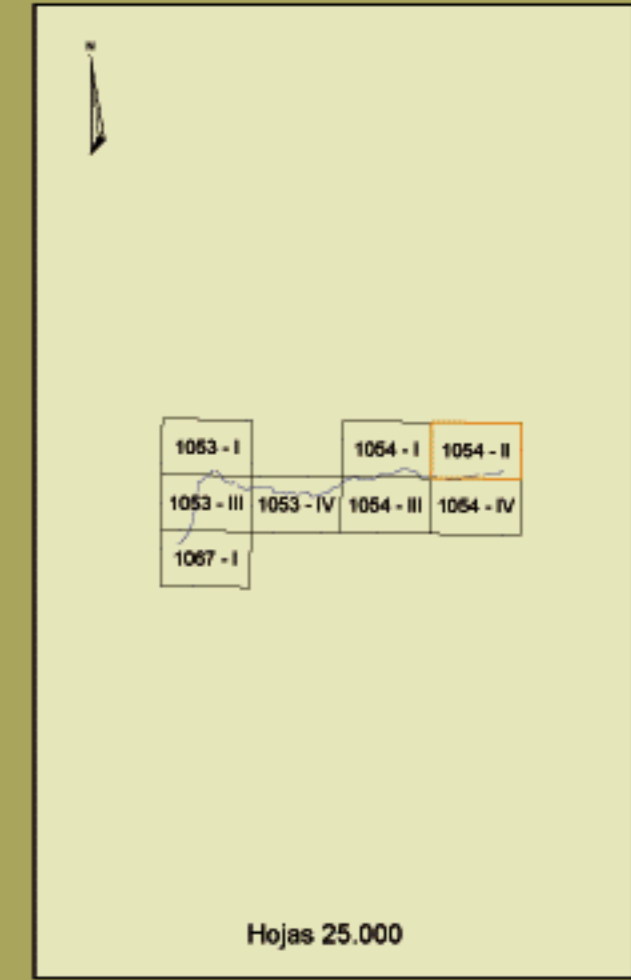 N
1053 - I
1054 - I
1054 - II
1053 - III
1053 - IV
1054 - III
1054 - IV
1067 - I
Hojas 25.000